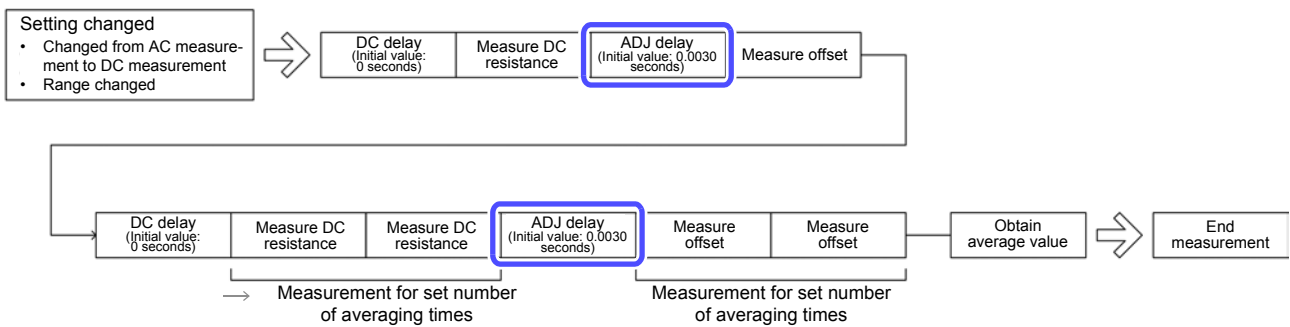 Setting changed
• Changed from AC measure-
ment to DC measurement
• Range changed
DC delay
(Initial value:
0 seconds)
Measure DC
resistance
ADJ delay
(Initial value: 0.0030
seconds)
Measure offset
DC delay
(Initial value:
0 seconds)
Measure DC
resistance
Measure DC
resistance
ADJ delay
(Initial value: 0.0030
seconds)
Measure
offset
Measure
offset
Obtain
average value
End
measurement
Measurement for set number
of averaging times
Measurement for set number
of averaging times